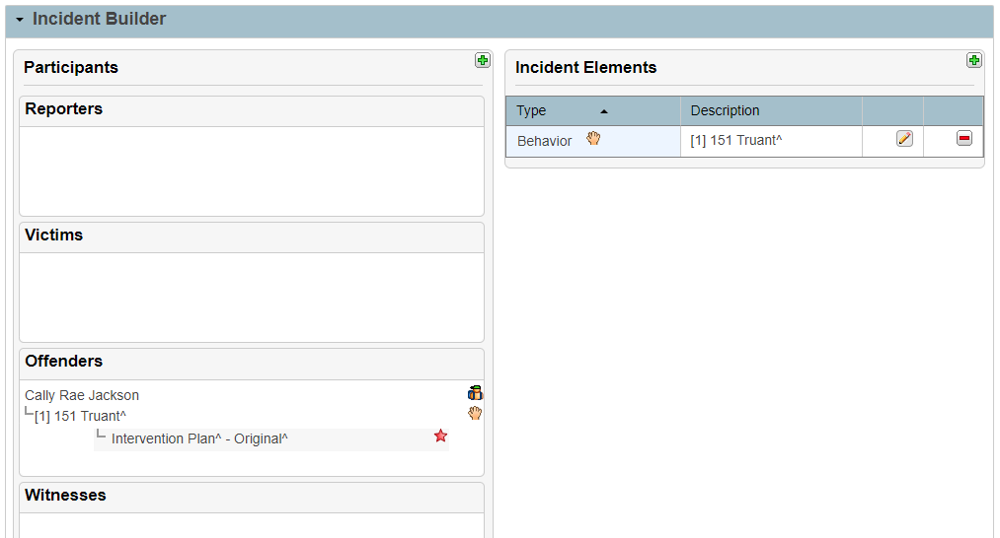 Incident Builder
Participants
Reporters
Victims
Offenders
Cally Rae Jackson
[1] 151 Truant^
Intervention Plan^ - Original^
Witnesses
Incident Elements
Type Description
Behavior [1] 151 Truant^